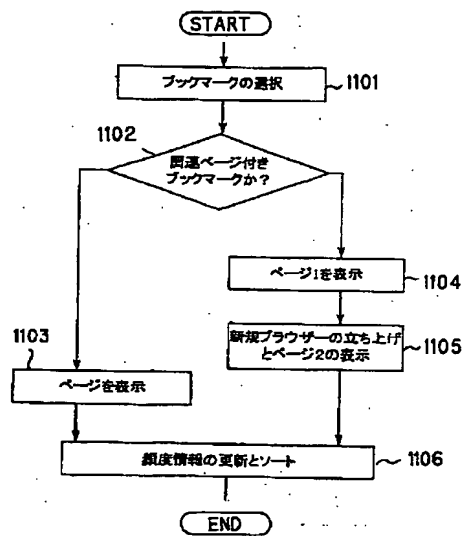 START
ブックマークの選択
1101
1102
関連ページ付き
ブックマークか?
ページ1を表示
1104
新規ブラウザーの立ち上げ
とページ2の表示
1105
1103
ページを表示
頻度情報の更新とソート
1106
END